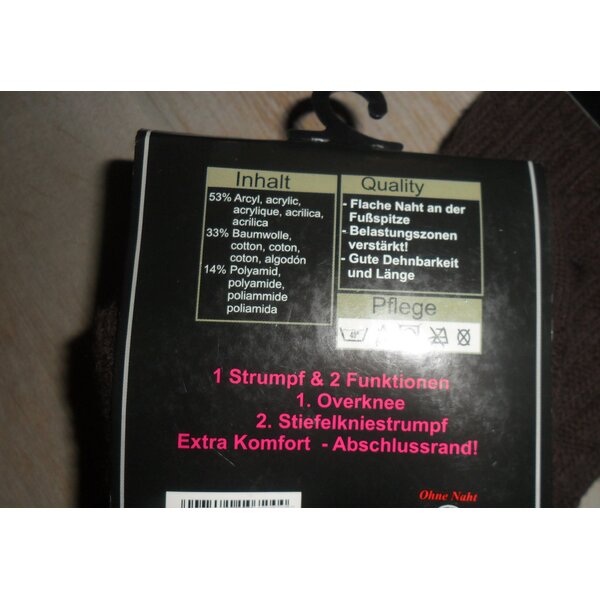 Inhalt
53% Arcyl, acrylic,
acrylique, acrilica,
acrilica
33% Baumwolle,
cotton, coton,
coton, algodón
14% Polyamid,
polyamide,
poliammide
poliamida
Quality
- Flache Naht an der
Fußspitze
- Belastungszonen
verstärkt!
- Gute Dehnbarkeit
und Länge
Pflege
40°
1 Strumpf & 2 Funktionen
1. Overknee
2. Stiefelkniestrumpf
Extra Komfort - Abschlussrand!
Ohne Naht